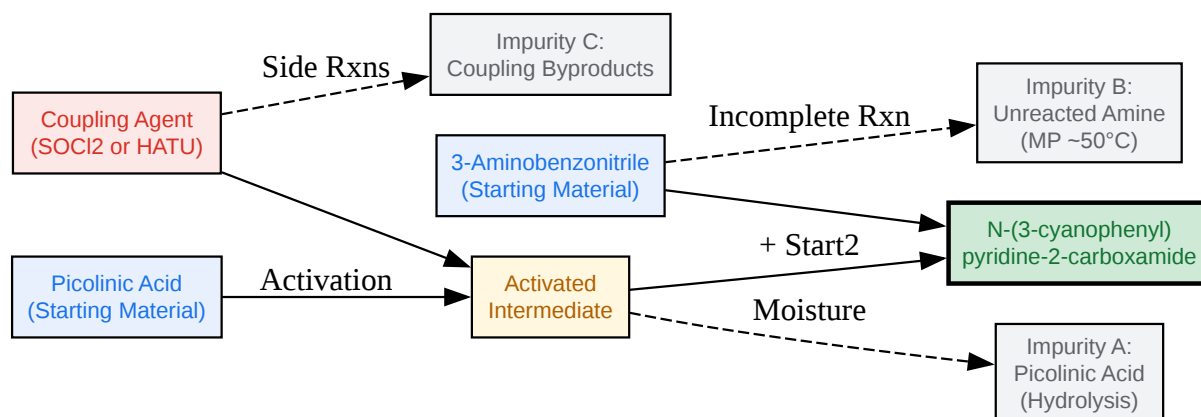 Side Rxns
Impurity C:
Coupling Byproducts
Coupling Agent
(SOCl2 or HATU)
Incomplete Rxn
Impurity B:
Unreacted Amine
(MP ~50°C)
3-Aminobenzonitrile
(Starting Material)
N-(3-cyanophenyl)
pyridine-2-carboxamide
+ Start2
Picolinic Acid
(Starting Material)
Activation
Activated
Intermediate
Moisture
Impurity A:
Picolinic Acid
(Hydrolysis)